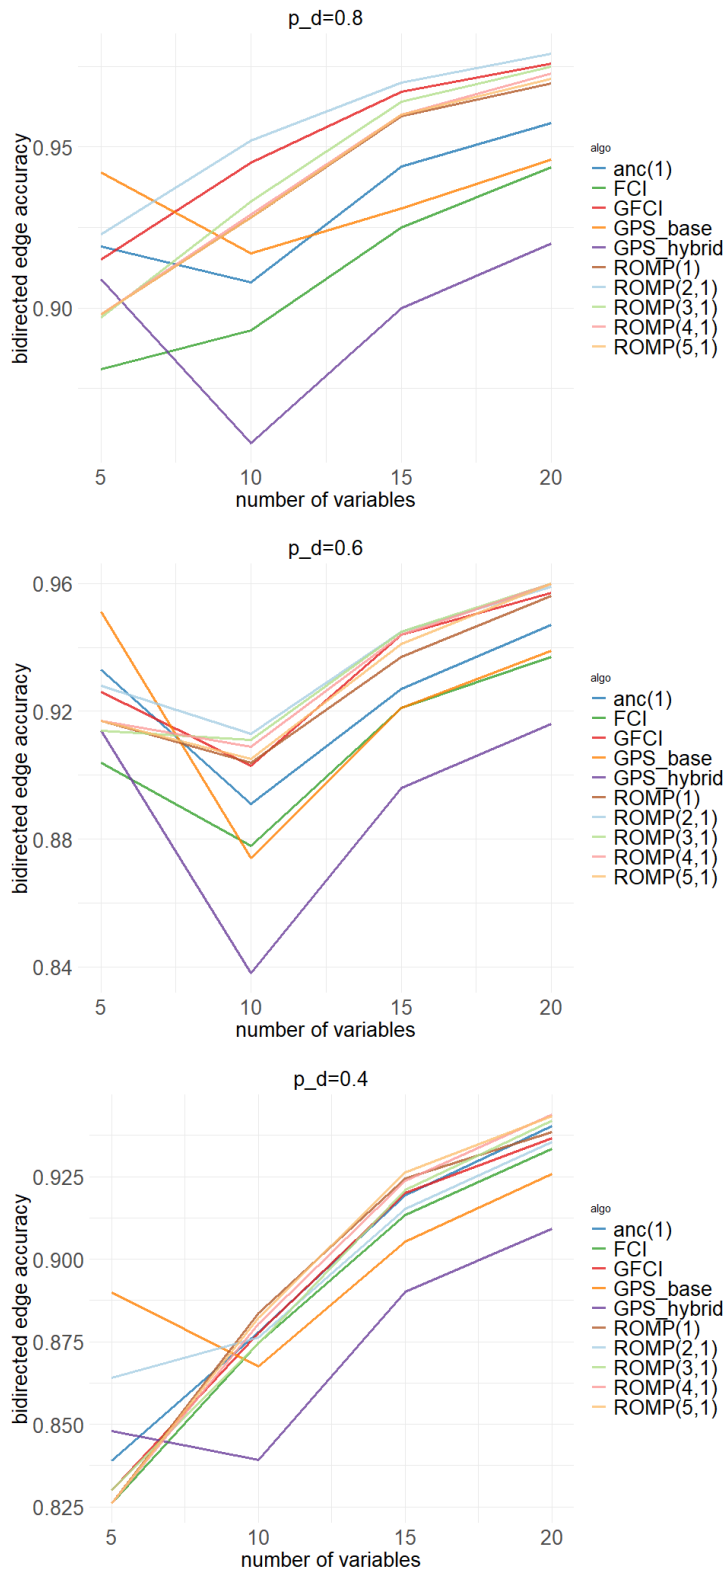 p_d=0.8
bidirected edge accuracy
0.95
0.90
5 10 15 20
number of variables
algo
anc(1)
FCI
GFCI
GPS_base
GPS_hybrid
ROMP(1)
ROMP(2,1)
ROMP(3,1)
ROMP(4,1)
ROMP(5,1)
p_d=0.6
bidirected edge accuracy
0.96
0.92
0.88
0.84
5 10 15 20
number of variables
algo
anc(1)
FCI
GFCI
GPS_base
GPS_hybrid
ROMP(1)
ROMP(2,1)
ROMP(3,1)
ROMP(4,1)
ROMP(5,1)
p_d=0.4
bidirected edge accuracy
0.925
0.900
0.875
0.850
0.825
5 10 15 20
number of variables
algo
anc(1)
FCI
GFCI
GPS_base
GPS_hybrid
ROMP(1)
ROMP(2,1)
ROMP(3,1)
ROMP(4,1)
ROMP(5,1)